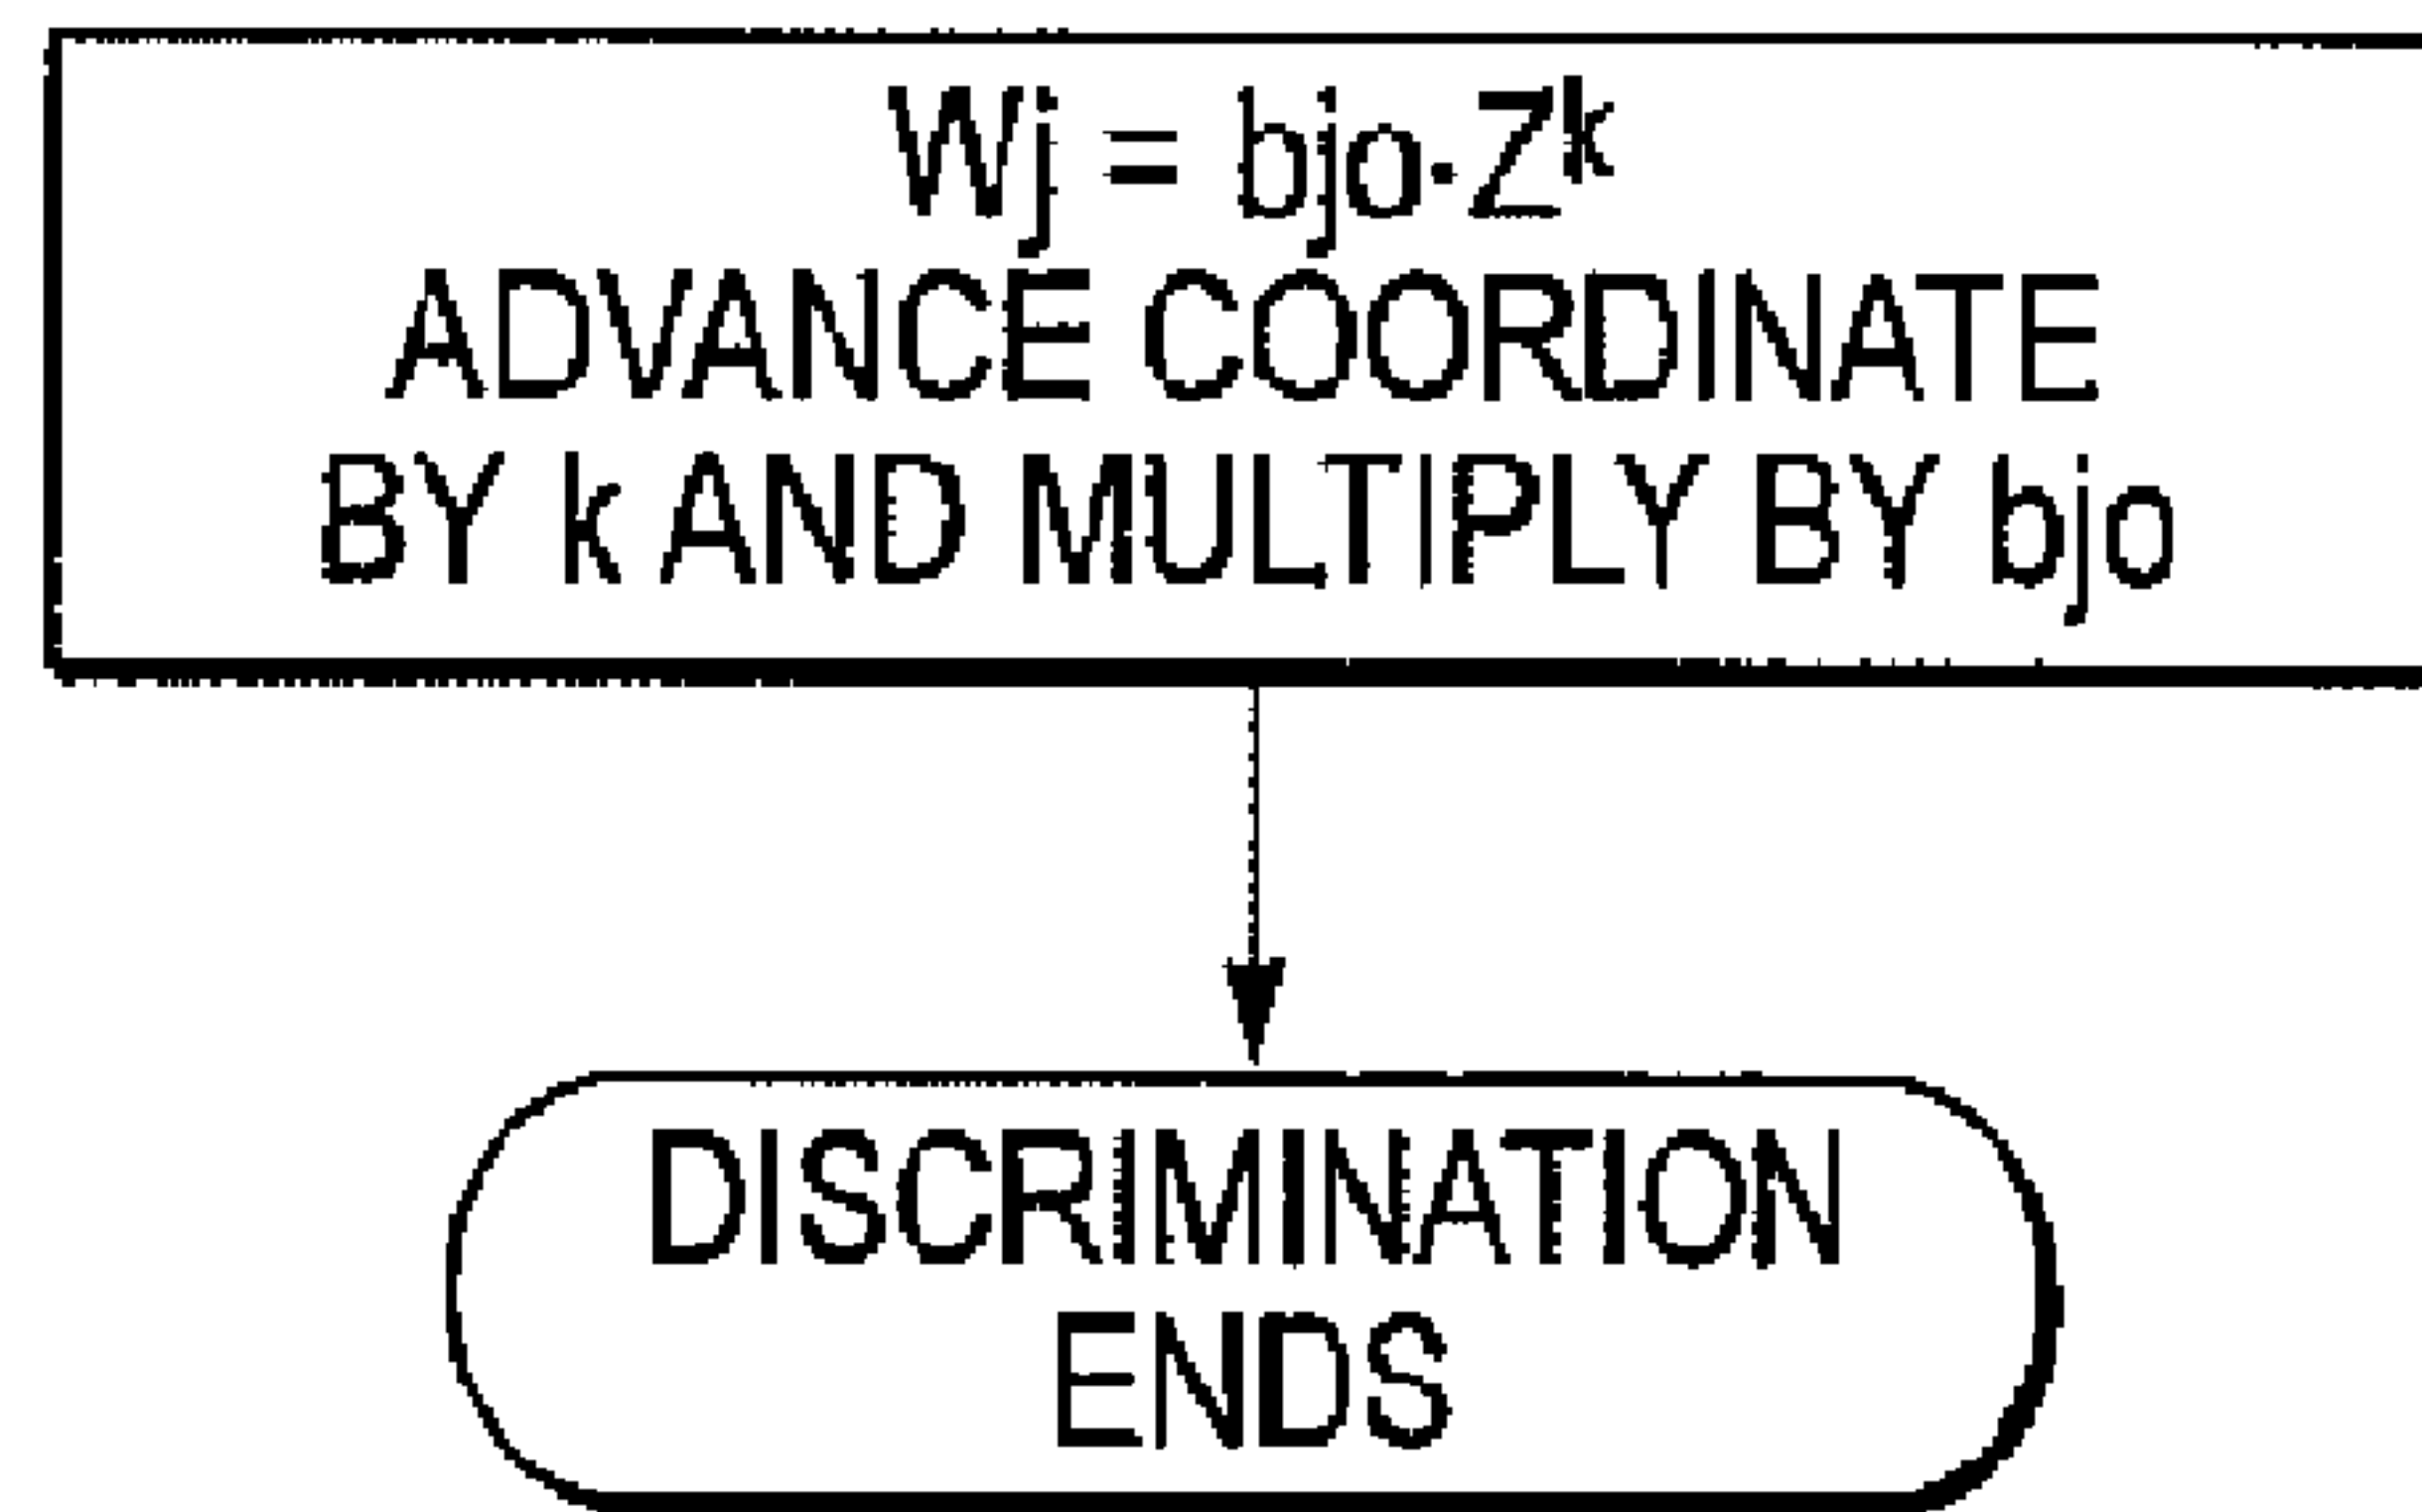 Wj = bjo·Zk
ADVANCE COORDINATE
BY k AND MULTIPLY BY bjo
DISCRIMINATION
ENDS